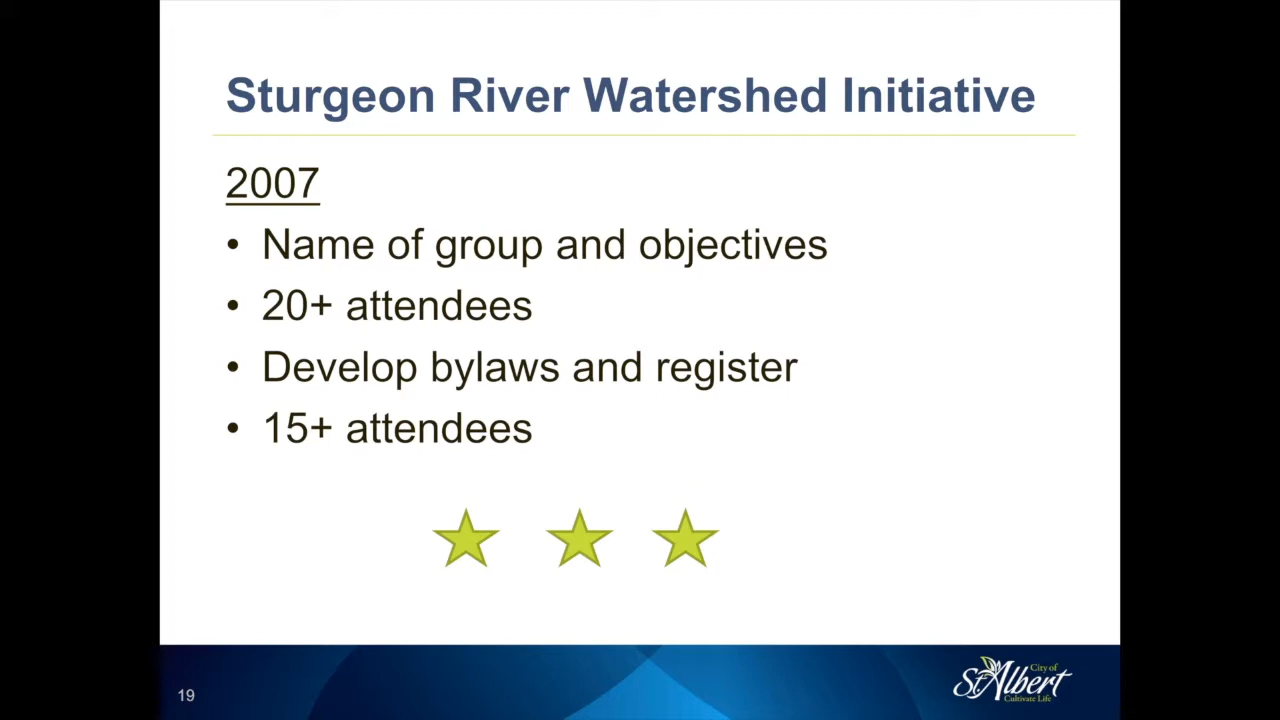 Sturgeon River Watershed Initiative
2007
• Name of group and objectives
• 20+ attendees
• Develop bylaws and register
• 15+ attendees
19
City of
St Albert
Cultivate Life